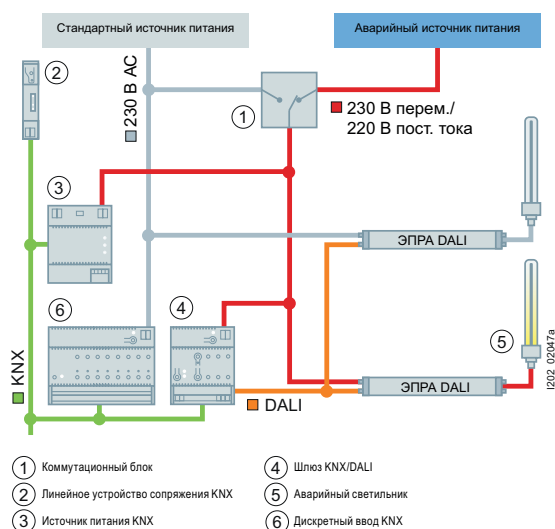 Стандартный источник питания
Аварийный источник питания
2
230 В AC
1
230 В перем./
220 В пост. тока
3
ЭПРА DALI
6
4
5
KNX
DALI
ЭПРА DALI
I202_02047a
1 Коммутационный блок
2 Линейное устройство сопряжения KNX
3 Источник питания KNX
4 Шлюз KNX/DALI
5 Аварийный светильник
6 Дискретный ввод KNX